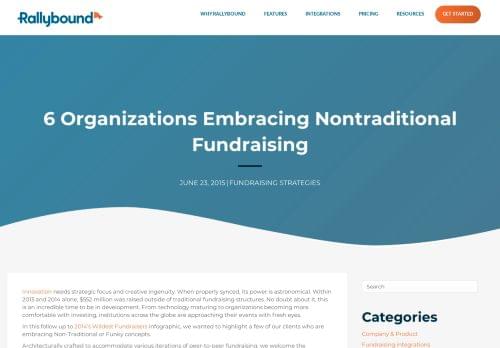 Rallybound
WHY RALLYBOUND
FEATURES
INTEGRATIONS
PRICING
RESOURCES
GET STARTED
6 Organizations Embracing Nontraditional
Fundraising
JUNE 23, 2015 | FUNDRAISING STRATEGIES
Innovation needs strategic focus and creative ingenuity. When properly synced, its power is astronomical. Within
2013 and 2014 alone, $552 million was raised outside of traditional fundraising structures. No doubt about it, this
is an incredible time to be in development. From technology maturing to organizations becoming more
comfortable with investing, institutions across the globe are approaching their events with fresh eyes.
In this follow up to 2014's Wildest Fundraisers infographic, we wanted to highlight a few of our clients who are
embracing Non-Traditional or Funky concepts.
Architecturally crafted to accommodate various iterations of peer-to-peer fundraising, we welcome the
Search
Categories
Company & Product
Fundraising Integrations